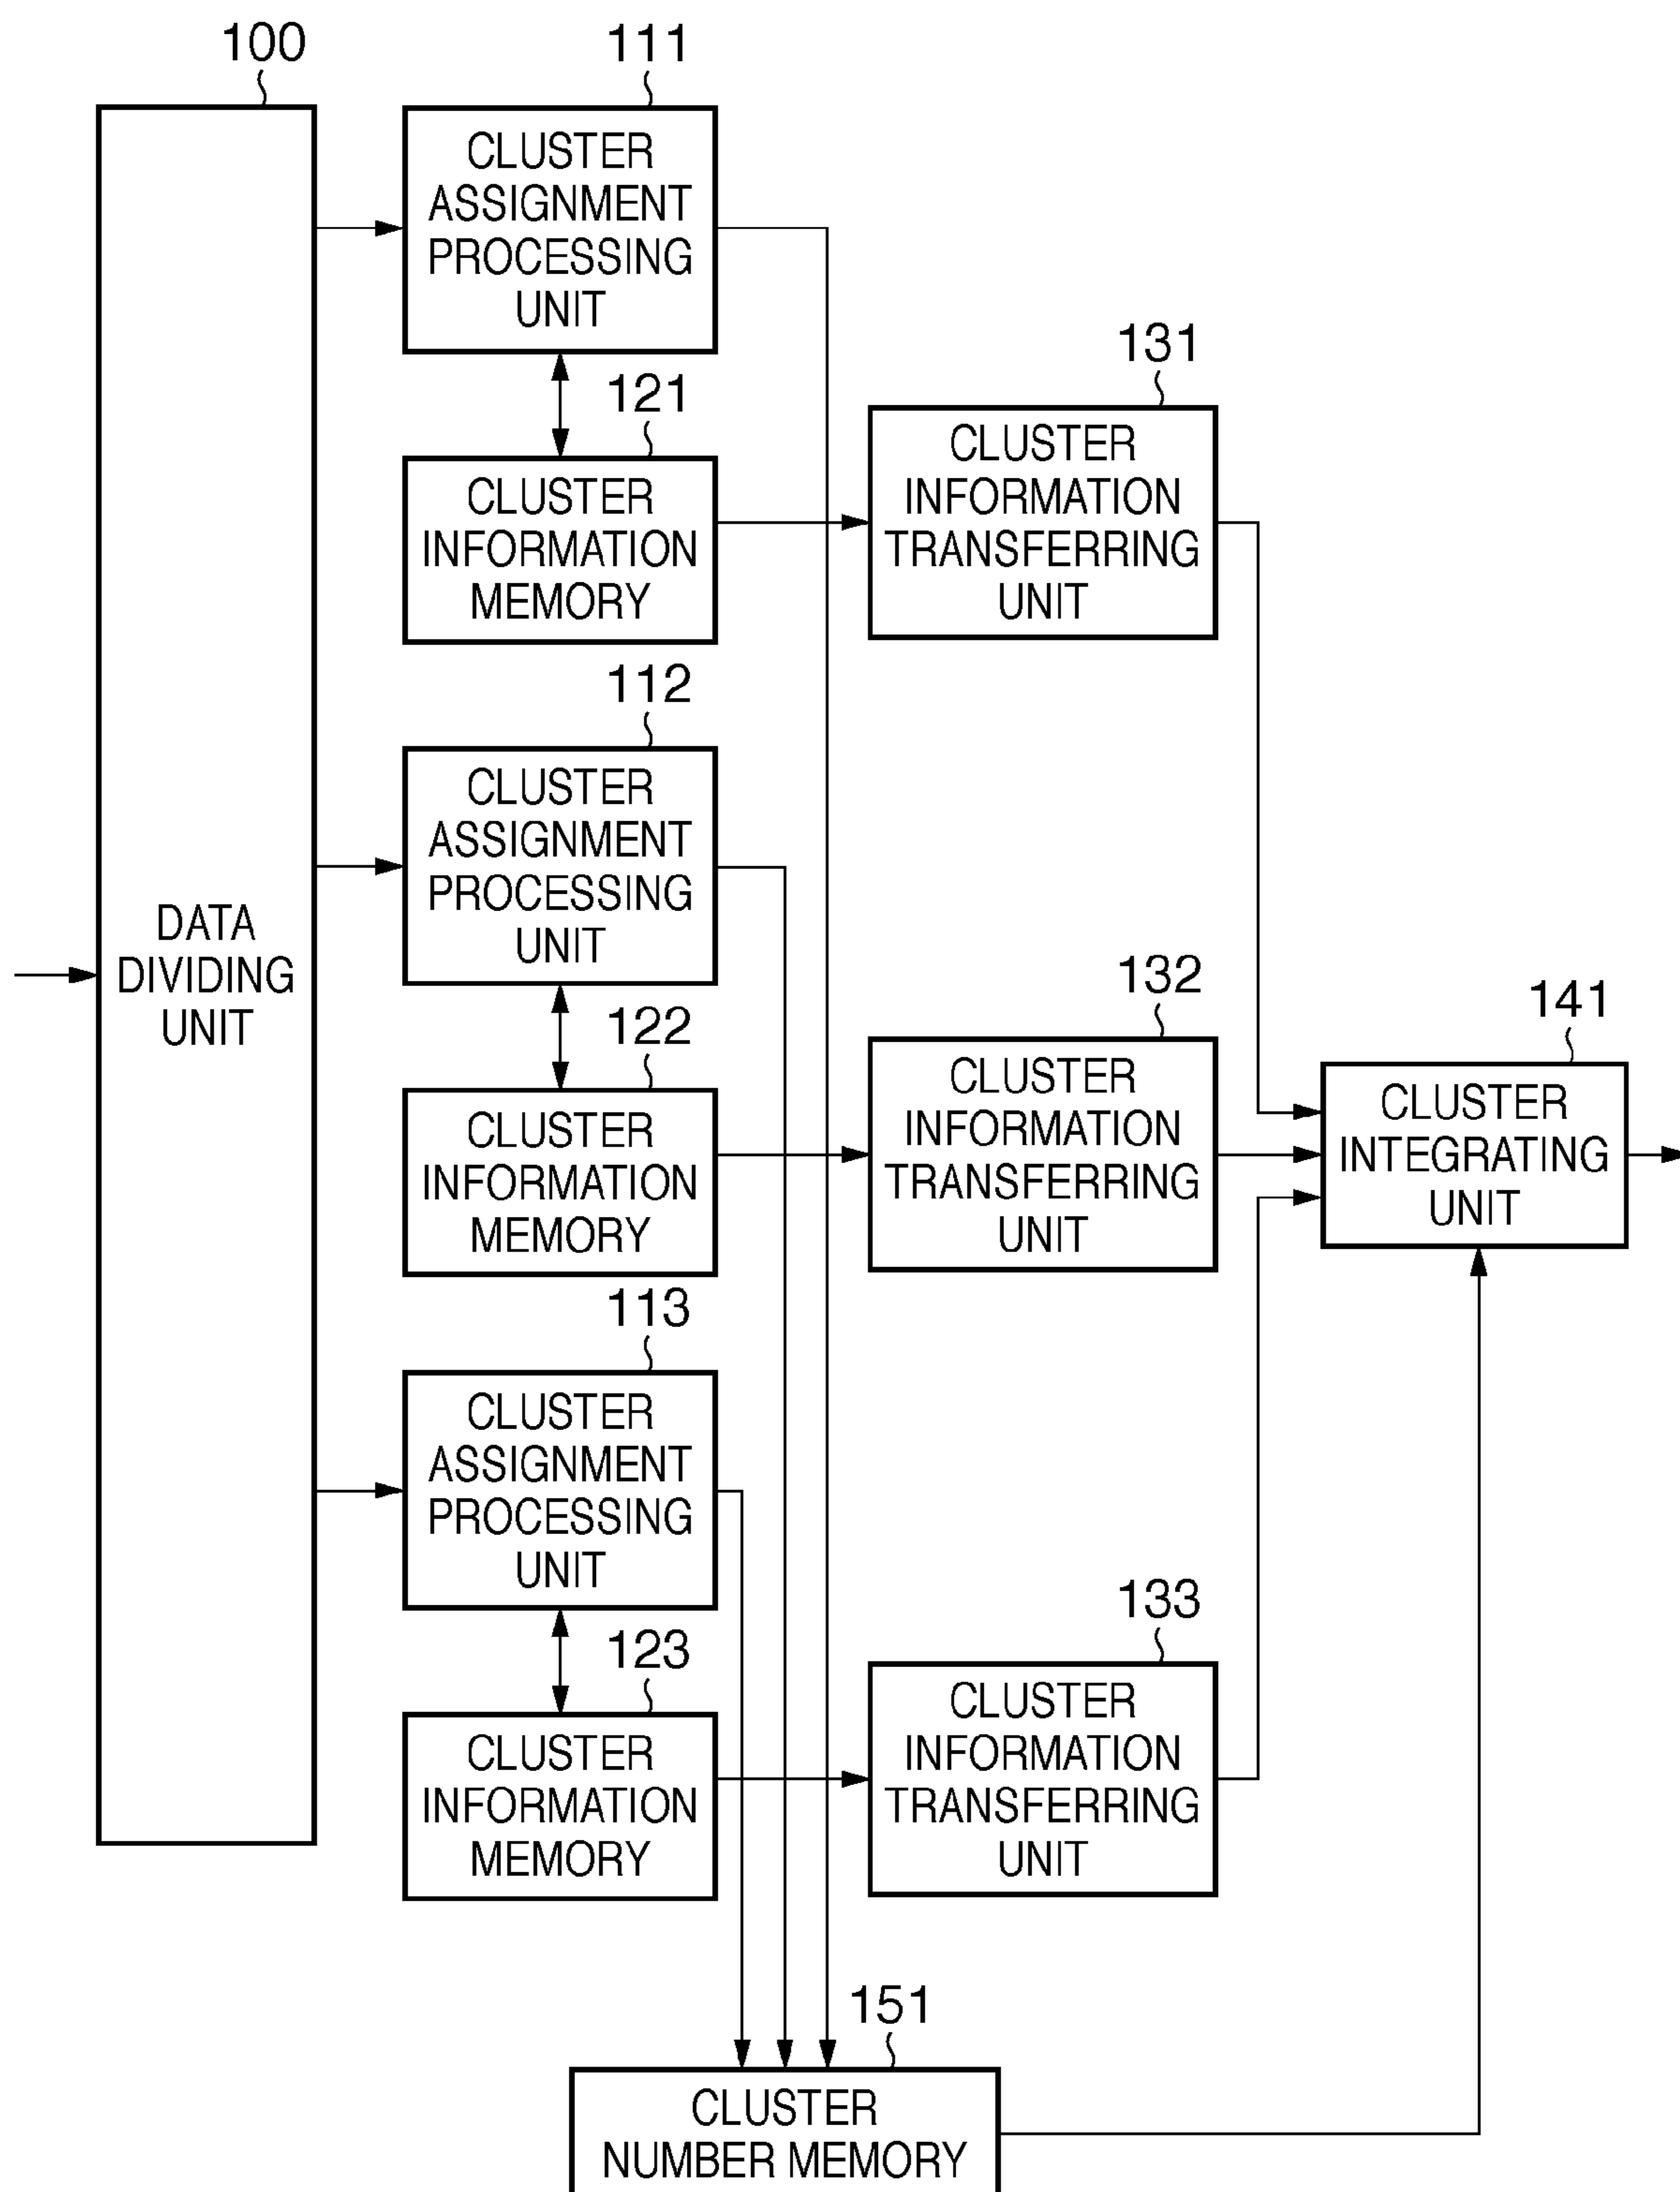 100
111
CLUSTER
ASSIGNMENT
PROCESSING
UNIT
131
121
CLUSTER
INFORMATION
MEMORY
CLUSTER
INFORMATION
TRANSFERRING
UNIT
112
CLUSTER
ASSIGNMENT
PROCESSING
UNIT
DATA
DIVIDING
UNIT
132
141
122
CLUSTER
INFORMATION
MEMORY
CLUSTER
INFORMATION
TRANSFERRING
UNIT
CLUSTER
INTEGRATING
UNIT
113
CLUSTER
ASSIGNMENT
PROCESSING
UNIT
133
123
CLUSTER
INFORMATION
MEMORY
CLUSTER
INFORMATION
TRANSFERRING
UNIT
151
CLUSTER
NUMBER MEMORY